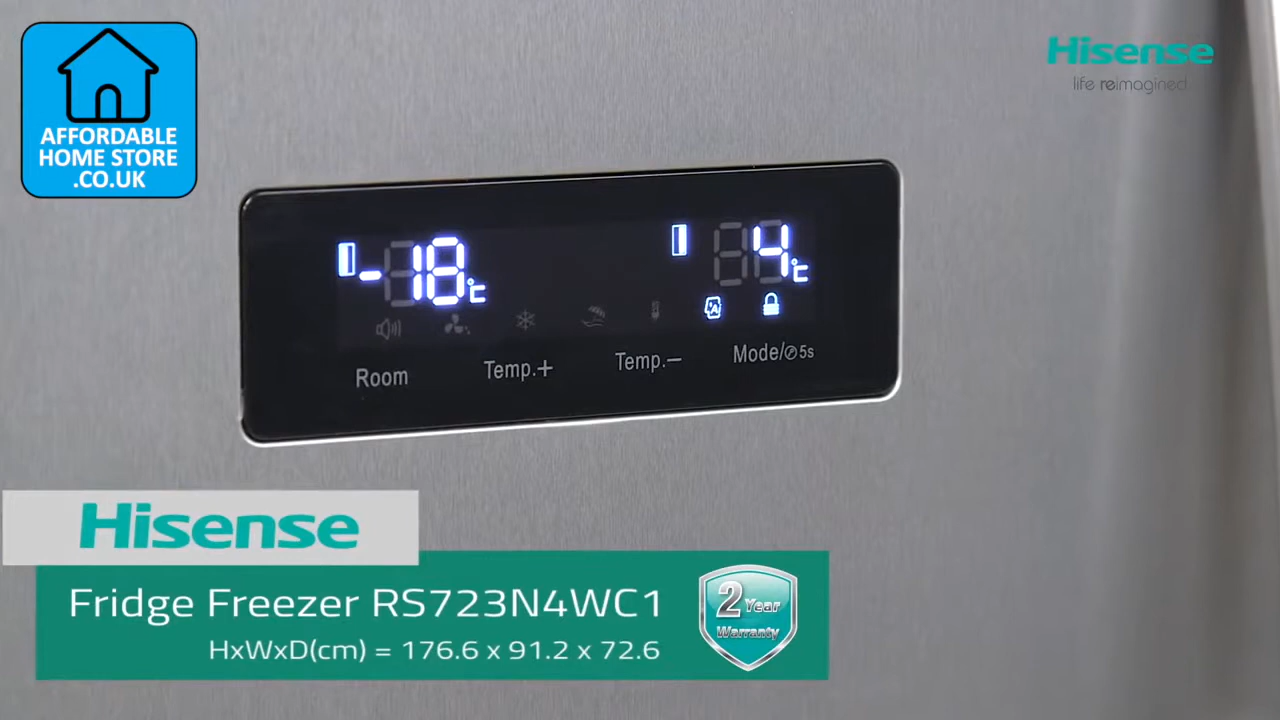 AFFORDABLE
HOME STORE
.CO.UK
Hisense
life reimagined
-18°C
4°C
A
Room
Temp.+
Temp.-
Mode/ 5s
Hisense
Fridge Freezer RS723N4WC1
HxWxD(cm) = 176.6 x 91.2 x 72.6
2 Year
Warranty